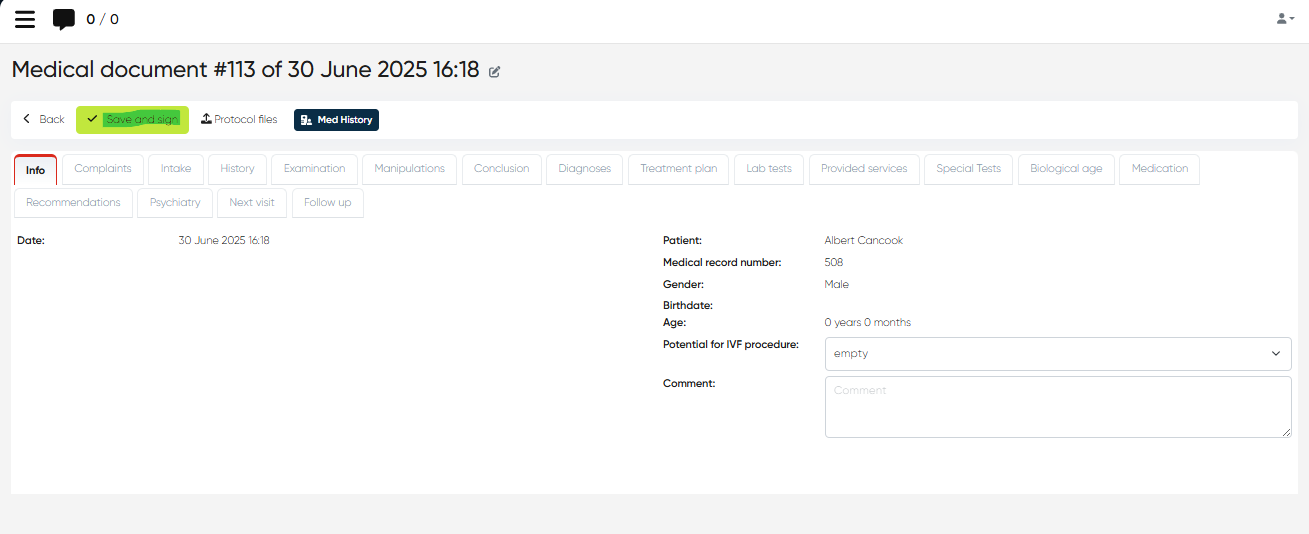 0 / 0
Medical document #113 of 30 June 2025 16:18
Back Save and sign Protocol files Med History
Info Complaints Intake History Examination Manipulations Conclusion Diagnoses Treatment plan Lab tests Provided services Special Tests Biological age Medication
Recommendations Psychiatry Next visit Follow up
Date: 30 June 2025 16:18
Patient: Albert Cancook
Medical record number: 508
Gender: Male
Birthdate:
Age: 0 years 0 months
Potential for IVF procedure: empty
Comment: Comment